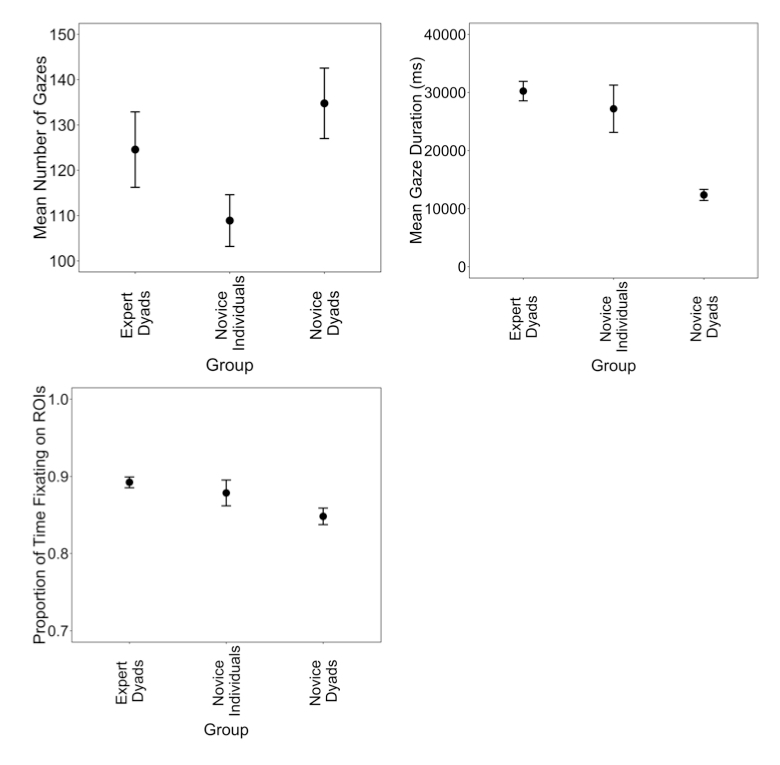 Mean Number of Gazes
150
140
130
120
110
100
Expert
Dyads
Novice
Individuals
Novice
Dyads
Group
Mean Gaze Duration (ms)
40000
30000
20000
10000
0
Expert
Dyads
Novice
Individuals
Novice
Dyads
Group
Proportion of Time Fixating on ROIs
1.0
0.9
0.8
0.7
Expert
Dyads
Novice
Individuals
Novice
Dyads
Group